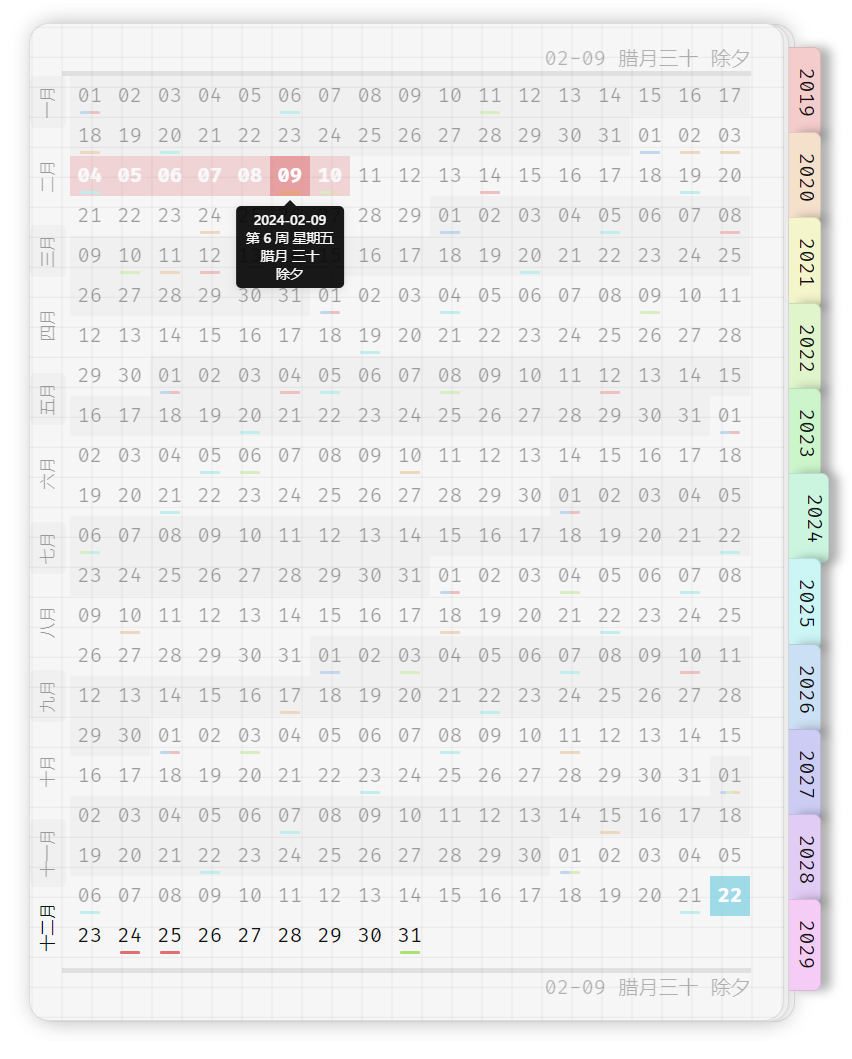 02-09 腊月三十 除夕
一月 01 02 03 04 05 06 07 08 09 10 11 12 13 14 15 16 17
18 19 20 21 22 23 24 25 26 27 28 29 30 31 01 02 03
二月 04 05 06 07 08 09 10 11 12 13 14 15 16 17 18 19 20
21 22 23 24 28 29 01 02 03 04 05 06 07 08
2024-02-09
第 6 周 星期五
腊月 三十
除夕
三月 09 10 11 12 16 17 18 19 20 21 22 23 24 25
26 27 28 29 30 31 01 02 03 04 05 06 07 08 09 10 11
四月 12 13 14 15 16 17 18 19 20 21 22 23 24 25 26 27 28
29 30 01 02 03 04 05 06 07 08 09 10 11 12 13 14 15
五月 16 17 18 19 20 21 22 23 24 25 26 27 28 29 30 31 01
02 03 04 05 06 07 08 09 10 11 12 13 14 15 16 17 18
六月 19 20 21 22 23 24 25 26 27 28 29 30 01 02 03 04 05
七月 06 07 08 09 10 11 12 13 14 15 16 17 18 19 20 21 22
23 24 25 26 27 28 29 30 31 01 02 03 04 05 06 07 08
八月 09 10 11 12 13 14 15 16 17 18 19 20 21 22 23 24 25
26 27 28 29 30 31 01 02 03 04 05 06 07 08 09 10 11
九月 12 13 14 15 16 17 18 19 20 21 22 23 24 25 26 27 28
29 30 01 02 03 04 05 06 07 08 09 10 11 12 13 14 15
十月 16 17 18 19 20 21 22 23 24 25 26 27 28 29 30 31 01
02 03 04 05 06 07 08 09 10 11 12 13 14 15 16 17 18
十一月 19 20 21 22 23 24 25 26 27 28 29 30 01 02 03 04 05
06 07 08 09 10 11 12 13 14 15 16 17 18 19 20 21 22
十二月 23 24 25 26 27 28 29 30 31
02-09 腊月三十 除夕
2019
2020
2021
2022
2023
2024
2025
2026
2027
2028
2029